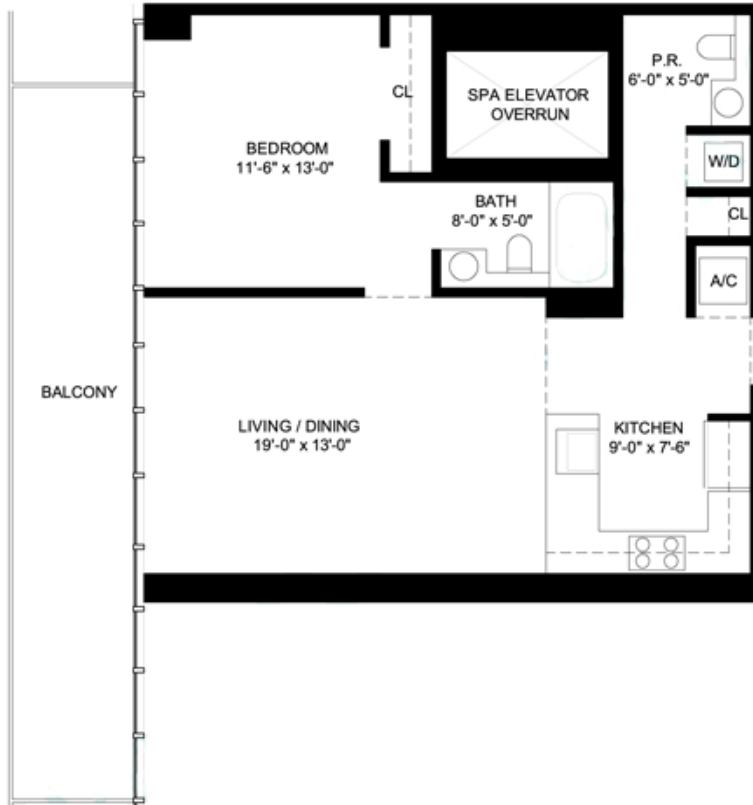 P.R.
6'-0" x 5'-0"
CL
SPA ELEVATOR
OVERRUN
BEDROOM
11'-6" x 13'-0"
W/D
BATH
8'-0" x 5'-0"
CL
A/C
BALCONY
LIVING / DINING
19'-0" x 13'-0"
KITCHEN
9'-0" x 7'-6"